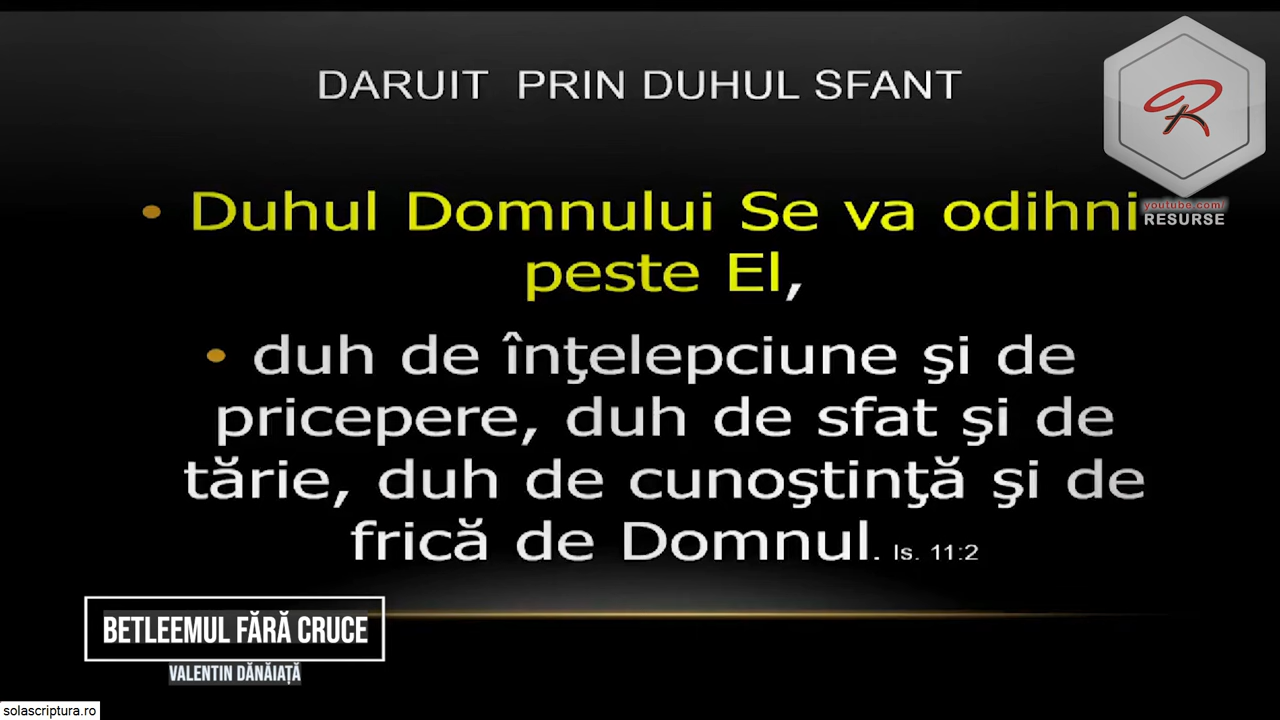 DARUIT PRIN DUHUL SFANT
R
youtube.com/
RESURSE
• Duhul Domnului Se va odihni
peste El,
• duh de înţelepciune şi de
pricepere, duh de sfat şi de
tărie, duh de cunoştinţă şi de
frică de Domnul. Is. 11:2
BETLEEMUL FĂRĂ CRUCE
VALENTIN DĂNĂIAȚĂ
solascriptura.ro